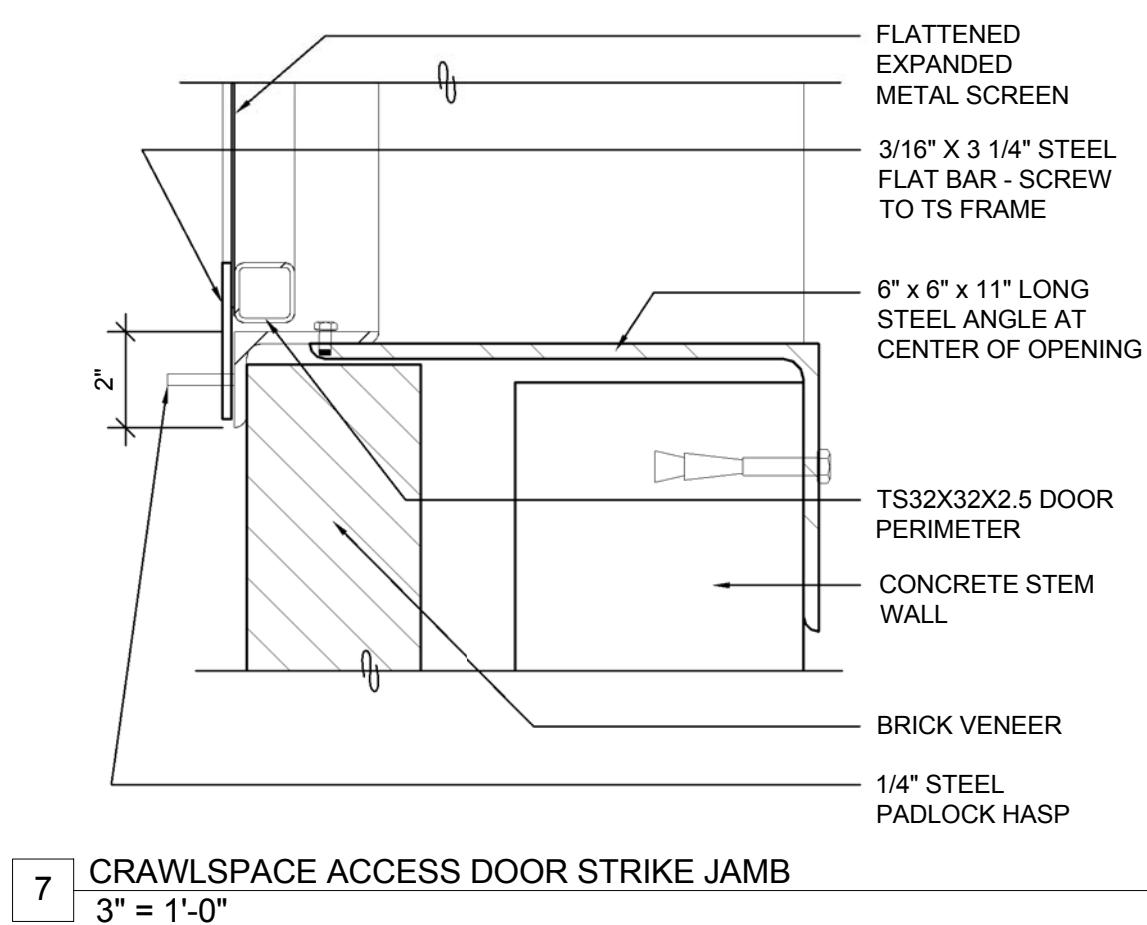 FLATTENED
EXPANDED
METAL SCREEN
3/16" X 3 1/4" STEEL
FLAT BAR - SCREW
TO TS FRAME
6" x 6" x 11" LONG
STEEL ANGLE AT
CENTER OF OPENING
2"
TS32X32X2.5 DOOR
PERIMETER
CONCRETE STEM
WALL
BRICK VENEER
1/4" STEEL
PADLOCK HASP
7
CRAWLSPACE ACCESS DOOR STRIKE JAMB
3" = 1'-0"